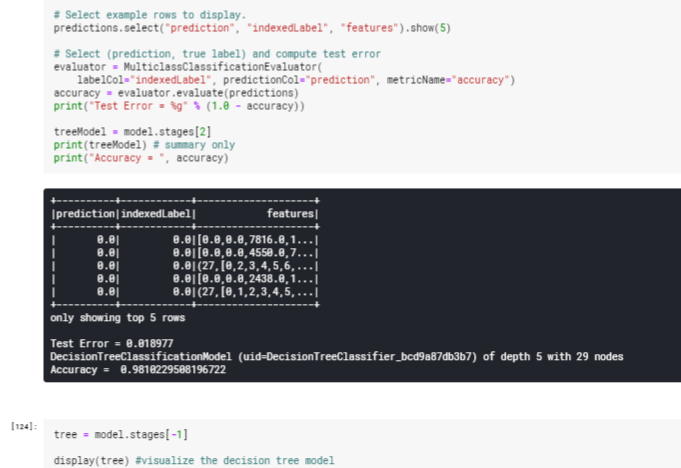 # Select example rows to display.
predictions.select("prediction", "indexedLabel", "features").show(5)
# Select (prediction, true label) and compute test error
evaluator = MulticlassClassificationEvaluator(
    labelCol="indexedLabel", predictionCol="prediction", metricName="accuracy")
accuracy = evaluator.evaluate(predictions)
print("Test Error = %g" % (1.0 - accuracy))
treeModel = model.stages[2]
print(treeModel) # summary only
print("Accuracy = ", accuracy)
+----------+------------+--------------------+
|prediction|indexedLabel|            features|
+----------+------------+--------------------+
|       0.0|         0.0|[0.0,0.0,7816.0,1...|
|       0.0|         0.0|[0.0,0.0,4550.0,7...|
|       0.0|         0.0|(27,[0,2,3,4,5,6,...|
|       0.0|         0.0|[0.0,0.0,2438.0,1...|
|       0.0|         0.0|(27,[0,1,2,3,4,5,...|
+----------+------------+--------------------+
only showing top 5 rows
Test Error = 0.018977
DecisionTreeClassificationModel (uid=DecisionTreeClassifier_bcd9a87db3b7) of depth 5 with 29 nodes
Accuracy =  0.9810229508196722
[124]:
tree = model.stages[-1]
display(tree) #visualize the decision tree model